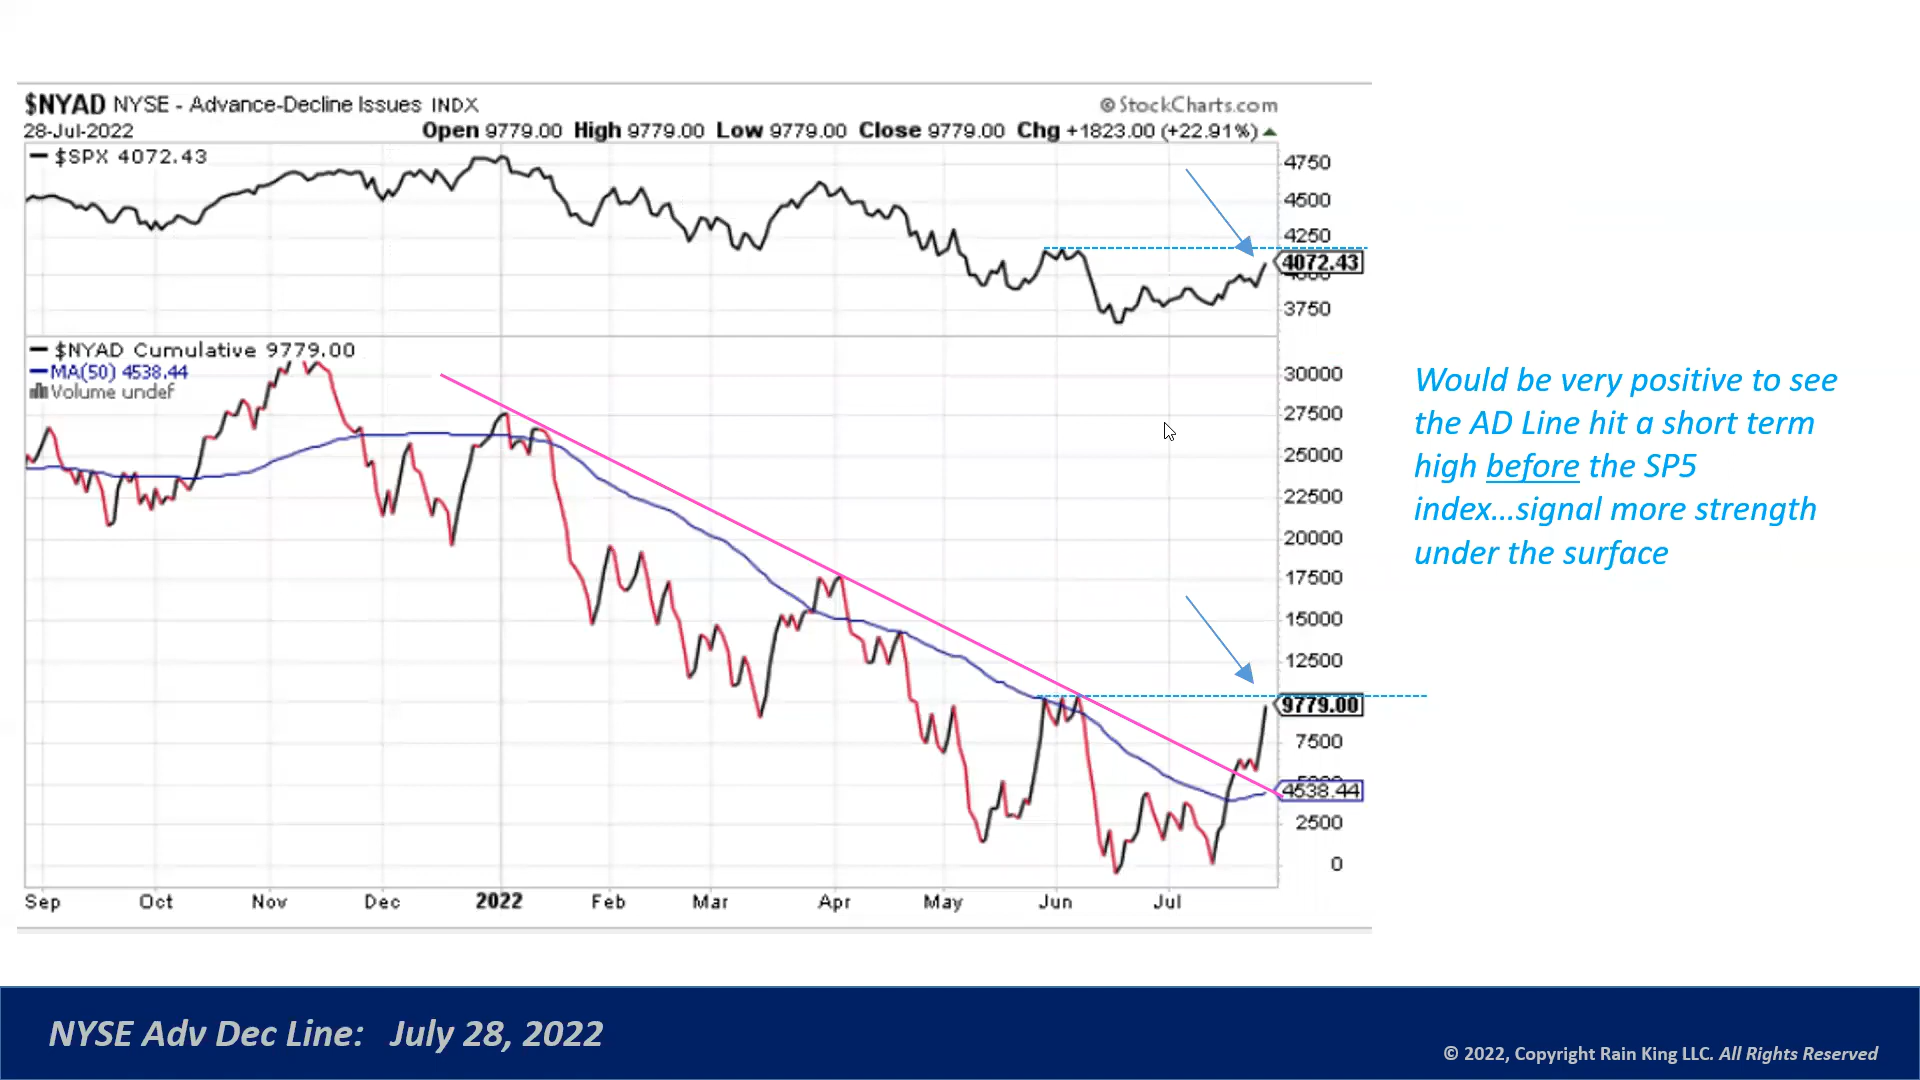 $NYAD NYSE - Advance-Decline Issues INDX
© StockCharts.com
28-Jul-2022
Open 9779.00 High 9779.00 Low 9779.00 Close 9779.00 Chg +1823.00 (+22.91%)
$SPX 4072.43
4750
4500
4250
4072.43
4000
3750
$NYAD Cumulative 9779.00
MA(50) 4538.44
Volume undef
30000
27500
25000
22500
20000
17500
15000
12500
9779.00
7500
5000
4538.44
2500
0
Sep Oct Nov Dec 2022 Feb Mar Apr May Jun Jul
Would be very positive to see
the AD Line hit a short term
high before the SP5
index...signal more strength
under the surface
NYSE Adv Dec Line: July 28, 2022
© 2022, Copyright Rain King LLC. All Rights Reserved